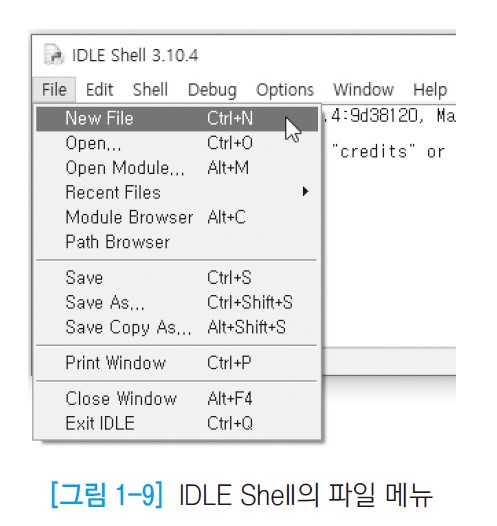 IDLE Shell 3.10.4
File Edit Shell Debug Options Window Help
New File Ctrl+N .4:9d38120, Ma
Open... Ctrl+O
"credits" or
Open Module... Alt+M
Recent Files
Module Browser Alt+C
Path Browser
Save Ctrl+S
Save As... Ctrl+Shift+S
Save Copy As... Alt+Shift+S
Print Window Ctrl+P
Close Window Alt+F4
Exit IDLE Ctrl+Q
[그림 1-9] IDLE Shell의 파일 메뉴